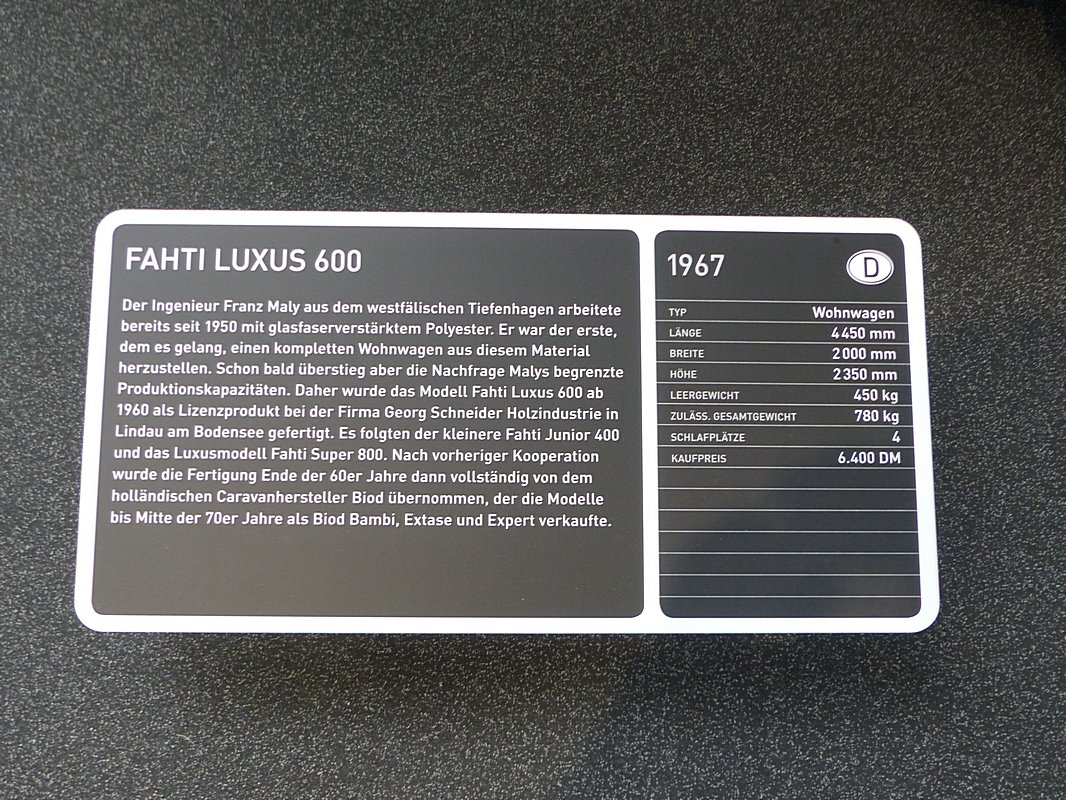 FAHTI LUXUS 600
Der Ingenieur Franz Maly aus dem westfälischen Tiefenhagen arbeitete
bereits seit 1950 mit glasfaserverstärktem Polyester. Er war der erste,
dem es gelang, einen kompletten Wohnwagen aus diesem Material
herzustellen. Schon bald überstieg aber die Nachfrage Malys begrenzte
Produktionskapazitäten. Daher wurde das Modell Fahti Luxus 600 ab
1960 als Lizenzprodukt bei der Firma Georg Schneider Holzindustrie in
Lindau am Bodensee gefertigt. Es folgten der kleinere Fahti Junior 400
und das Luxusmodell Fahti Super 800. Nach vorheriger Kooperation
wurde die Fertigung Ende der 60er Jahre dann vollständig von dem
holländischen Caravanhersteller Biod übernommen, der die Modelle
bis Mitte der 70er Jahre als Biod Bambi, Extase und Expert verkaufte.
1967 D
TYP Wohnwagen
LÄNGE 4450 mm
BREITE 2000 mm
HÖHE 2350 mm
LEERGEWICHT 450 kg
ZULÄSS. GESAMTGEWICHT 780 kg
SCHLAFPLÄTZE 4
KAUFPREIS 6.400 DM